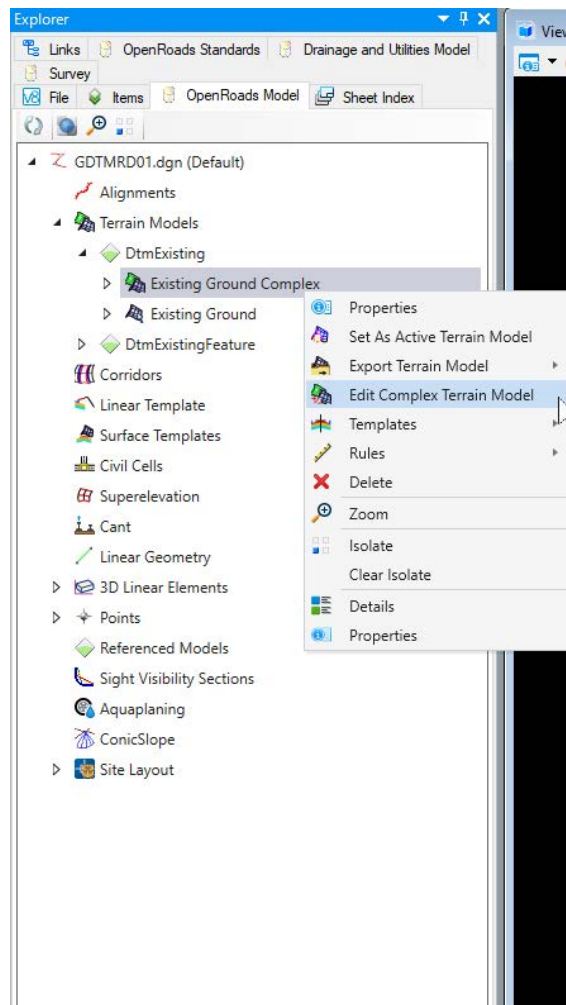 Explorer
View
Links OpenRoads Standards Drainage and Utilities Model
Survey
V8 File Items OpenRoads Model Sheet Index
GDTMRD01.dgn (Default)
Alignments
Terrain Models
DtmExisting
Existing Ground Complex
Existing Ground
DtmExistingFeature
Corridors
Linear Template
Surface Templates
Civil Cells
Superelevation
Cant
Linear Geometry
3D Linear Elements
Points
Referenced Models
Sight Visibility Sections
Aquaplaning
ConicSlope
Site Layout
Properties
Set As Active Terrain Model
Export Terrain Model
Edit Complex Terrain Model
Templates
Rules
Delete
Zoom
Isolate
Clear Isolate
Details
Properties